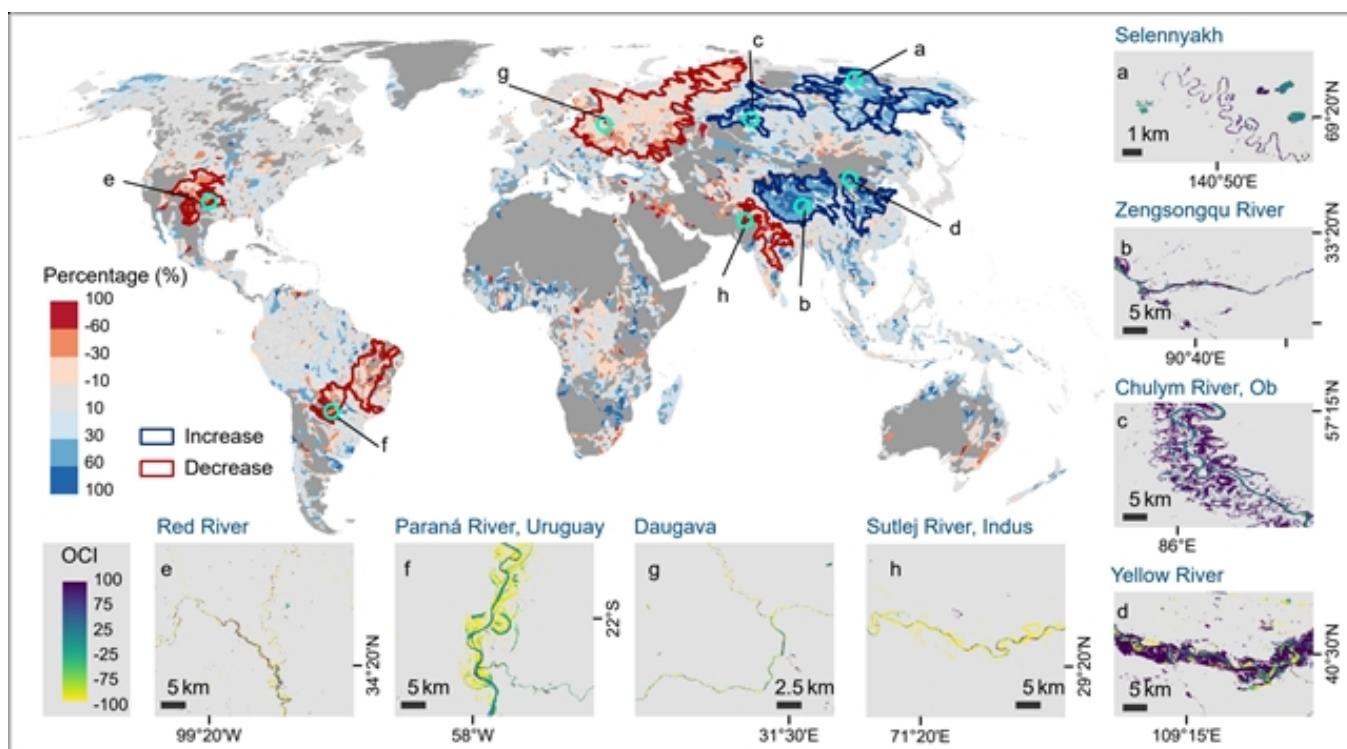 Selennyakh
a
1 km
69°20'N
140°50'E
Zengsongqu River
b
5 km
33°20'N
90°40'E
Chulym River, Ob
c
5 km
57°15'N
86°E
Yellow River
d
5 km
40°30'N
109°15'E
c
a
g
e
d
h
b
f
Percentage (%)
100
-60
-30
-10
10
30
60
100
Increase
Decrease
OCI
100
75
25
-25
-75
-100
Red River
e
5 km
34°20'N
99°20'W
Paraná River, Uruguay
f
5 km
22°S
58°W
Daugava
g
2.5 km
31°30'E
Sutlej River, Indus
h
5 km
29°20'N
71°20'E